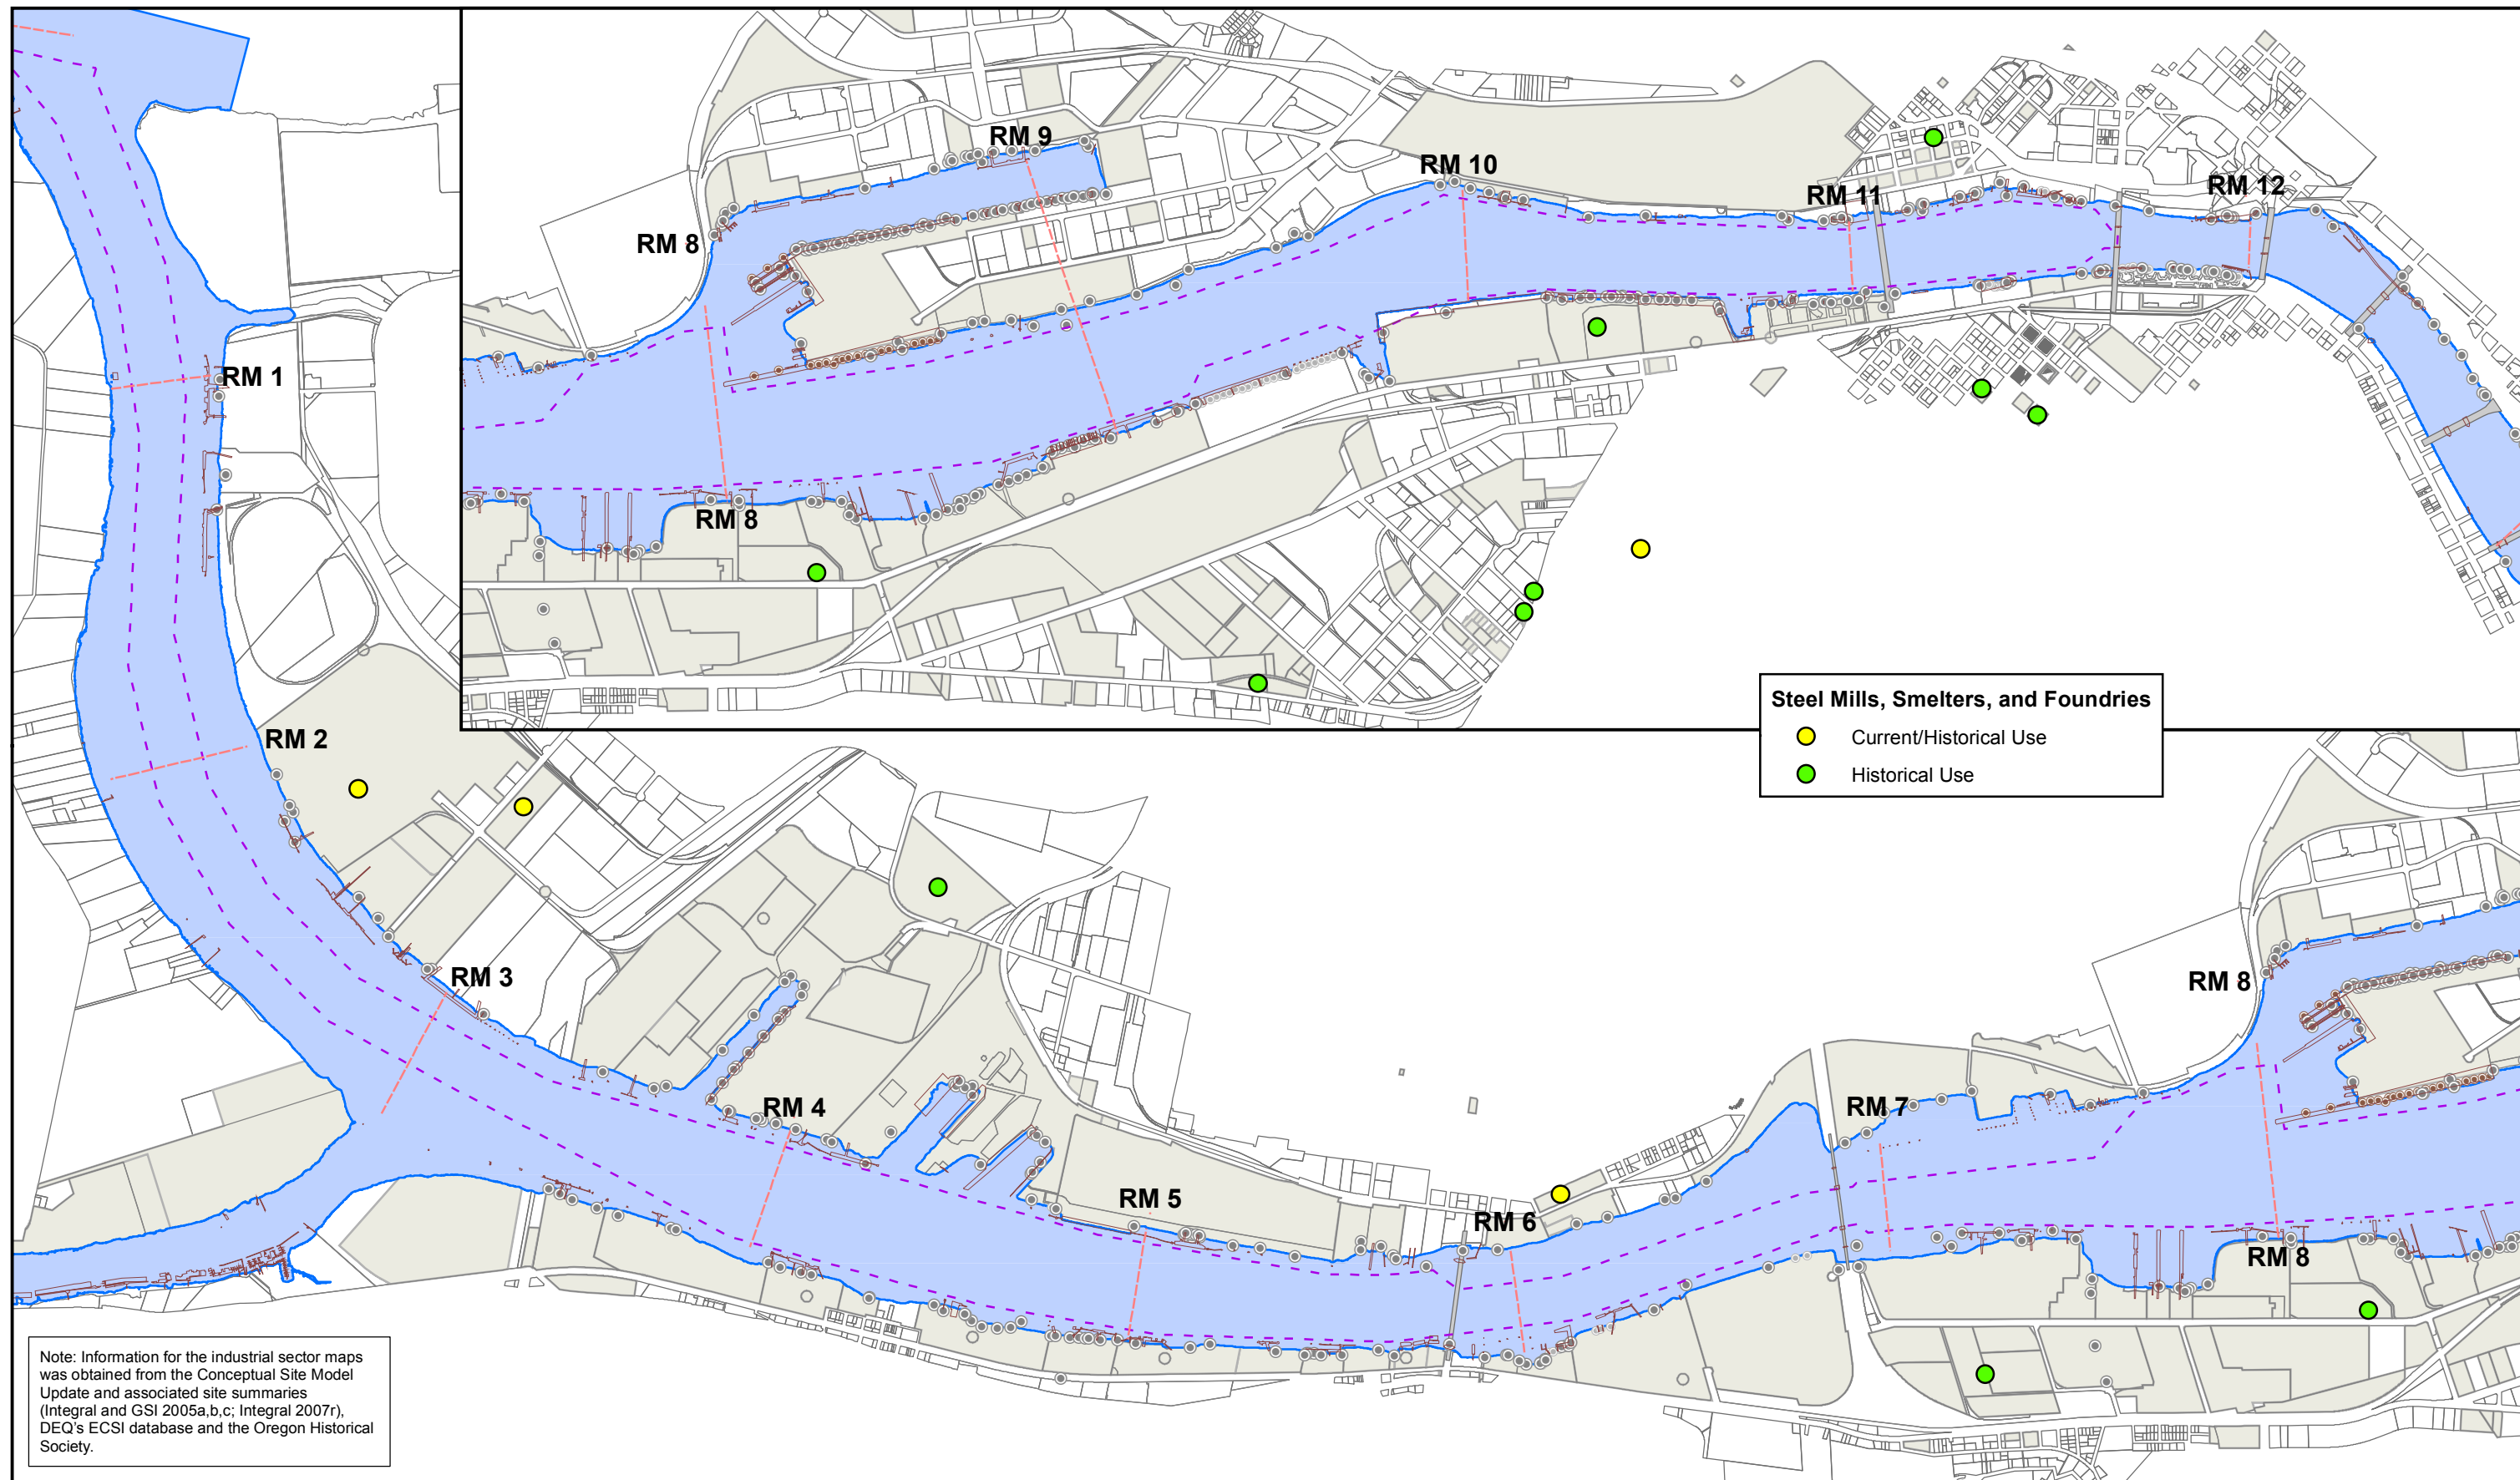 RM 9
RM 10
RM 11
RM 12
RM 8
RM 1
RM 8
Steel Mills, Smelters, and Foundries
Current/Historical Use
Historical Use
RM 2
RM 3
RM 8
RM 4
RM 7
RM 5
RM 6
RM 8
Note: Information for the industrial sector maps
was obtained from the Conceptual Site Model
Update and associated site summaries
(Integral and GSI 2005a,b,c; Integral 2007r),
DEQ's ECSI database and the Oregon Historical
Society.